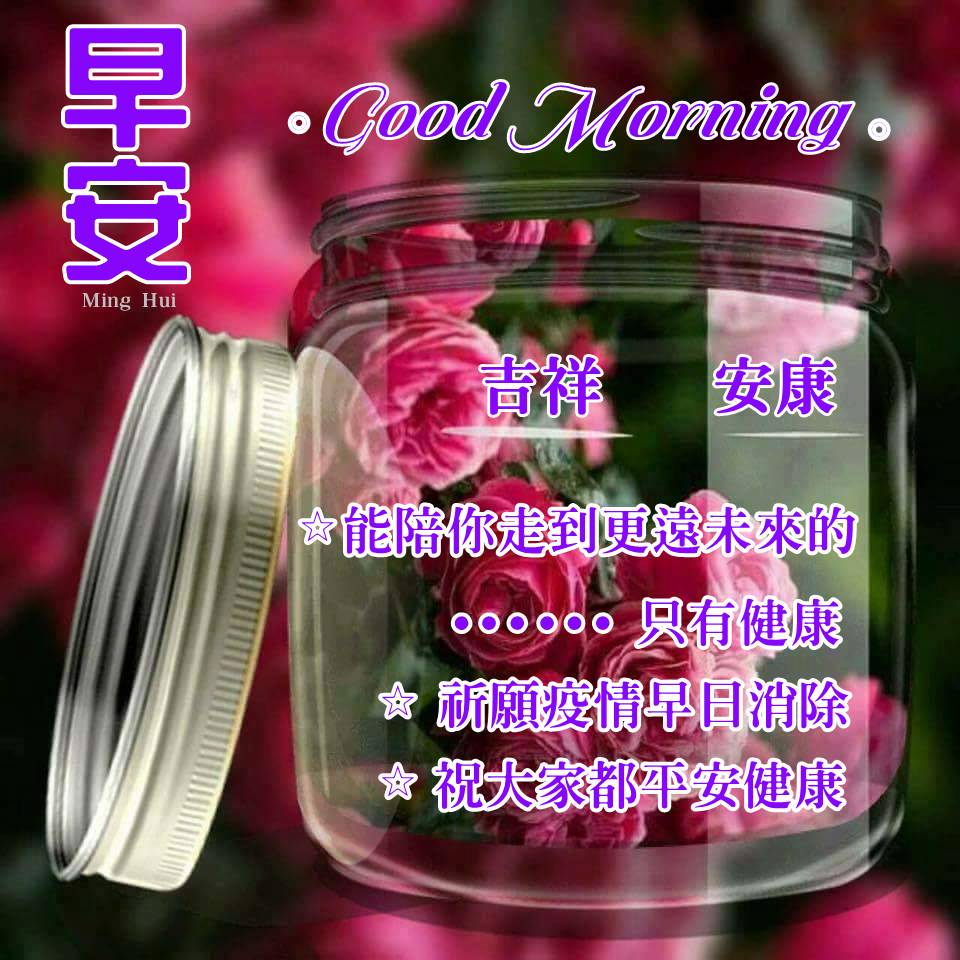 早安
Ming Hui
Good Morning
吉祥 安康
☆能陪你走到更遠未來的
•••••• 只有健康
☆ 祈願疫情早日消除
☆ 祝大家都平安健康